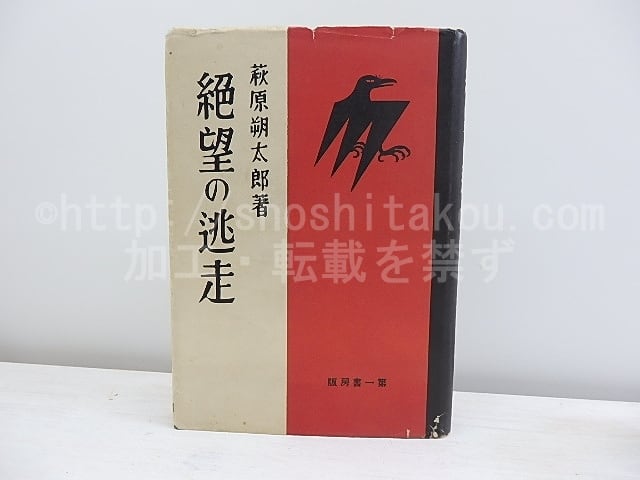 萩原朔太郎著
絶望の逃走
版房書一第
©http://shoshitakou.com
加工・転載を禁ず